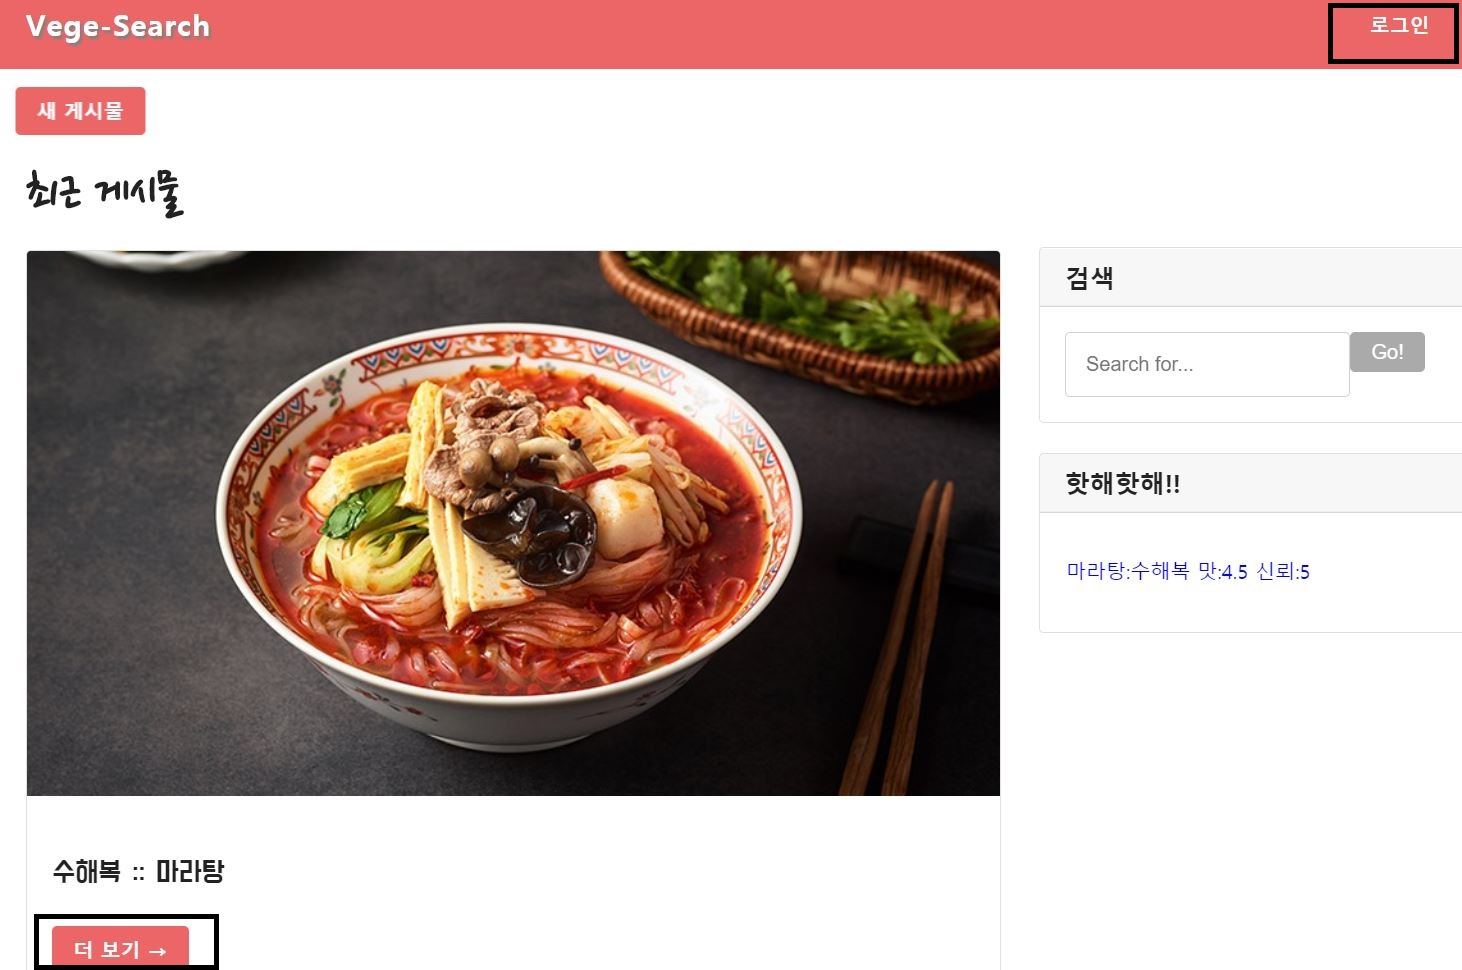 Vege-Search
로그인
새 게시물
최근 게시물
검색
Search for...
Go!
핫해핫해!!
마라탕:수해복 맛:4.5 신뢰:5
수해복 :: 마라탕
더 보기 →